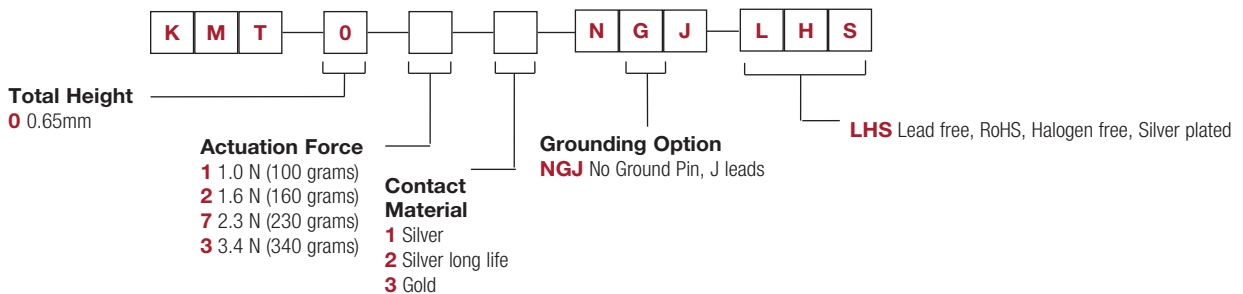 K M T 0 N G J L H S
Total Height
0 0.65mm
Actuation Force
1 1.0 N (100 grams)
2 1.6 N (160 grams)
7 2.3 N (230 grams)
3 3.4 N (340 grams)
Contact
Material
1 Silver
2 Silver long life
3 Gold
Grounding Option
NGJ No Ground Pin, J leads
LHS Lead free, RoHS, Halogen free, Silver plated